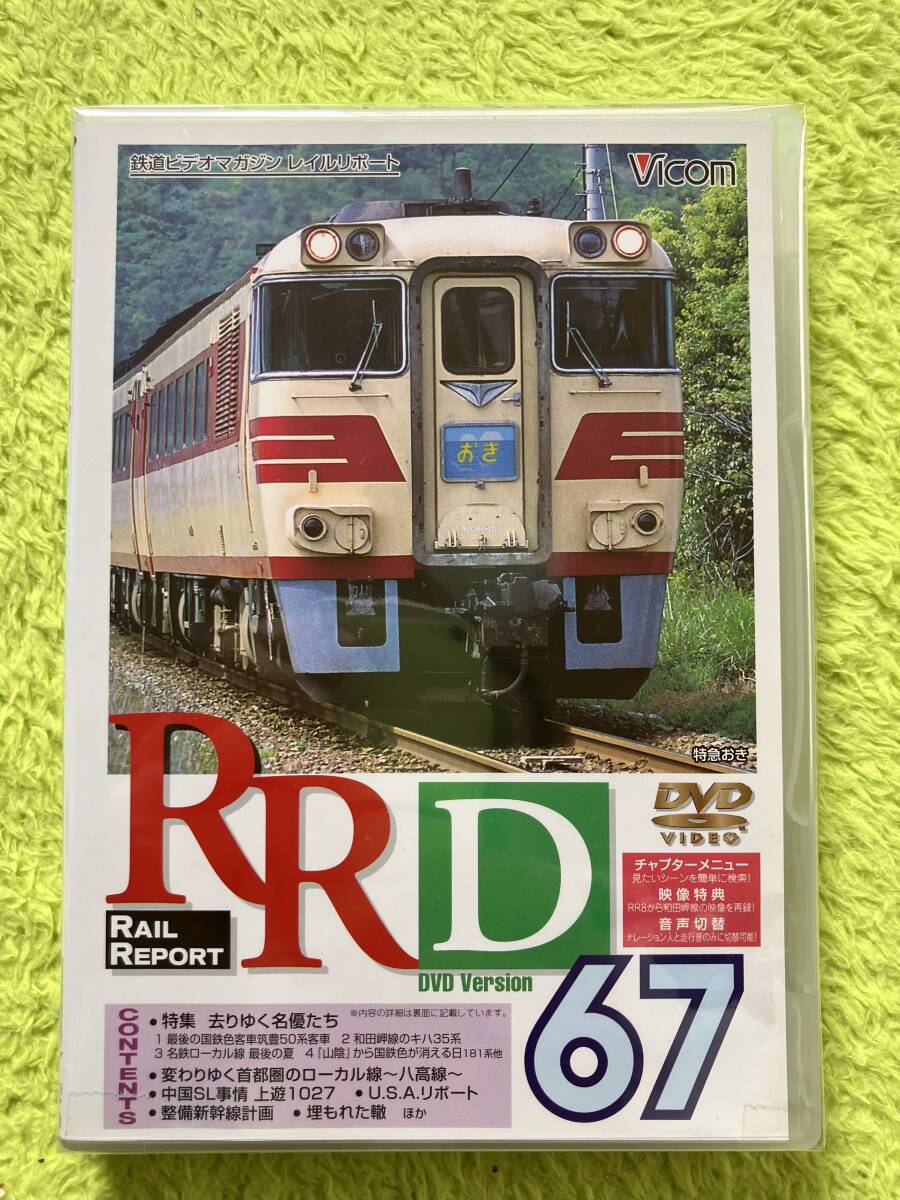 鉄道ビデオマガジン レイルリポート
Vicom
おき
特急おき
RRD
RAIL
REPORT
DVD Version
67
DVD
VIDEO
チャプターメニュー
見たいシーンを簡単に検索!
映像特典
RR8から和田岬線の映像を再録!
音声切替
ナレーション入と走行音のみに切替可能!
CONTENTS
•特集 去りゆく名優たち ※内容の詳細は裏面に記載しています。
1 最後の国鉄色客車筑豊50系客車 2 和田岬線のキハ35系
3 名鉄ローカル線 最後の夏 4『山陰』から国鉄色が消える日181系他
•変わりゆく首都圏のローカル線〜八高線〜
•中国SL事情 上遊1027 •U.S.A.リポート
•整備新幹線計画 •埋もれた轍 ほか